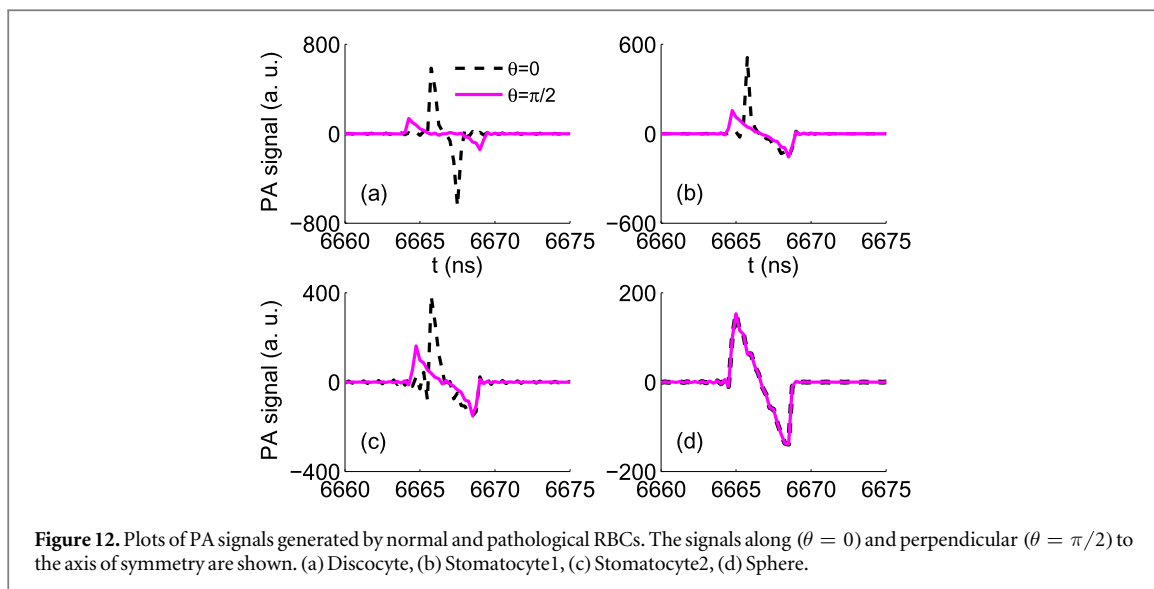 800
0
−800
PA signal (a. u.)
θ=0
θ=π/2
(a)
6660 6665 6670 6675
t (ns)
600
0
−600
(b)
6660 6665 6670 6675
t (ns)
400
0
−400
PA signal (a. u.)
(c)
6660 6665 6670 6675
200
0
−200
(d)
6660 6665 6670 6675
Figure 12. Plots of PA signals generated by normal and pathological RBCs. The signals along (θ = 0) and perpendicular (θ = π/2) to
the axis of symmetry are shown. (a) Discocyte, (b) Stomatocyte1, (c) Stomatocyte2, (d) Sphere.